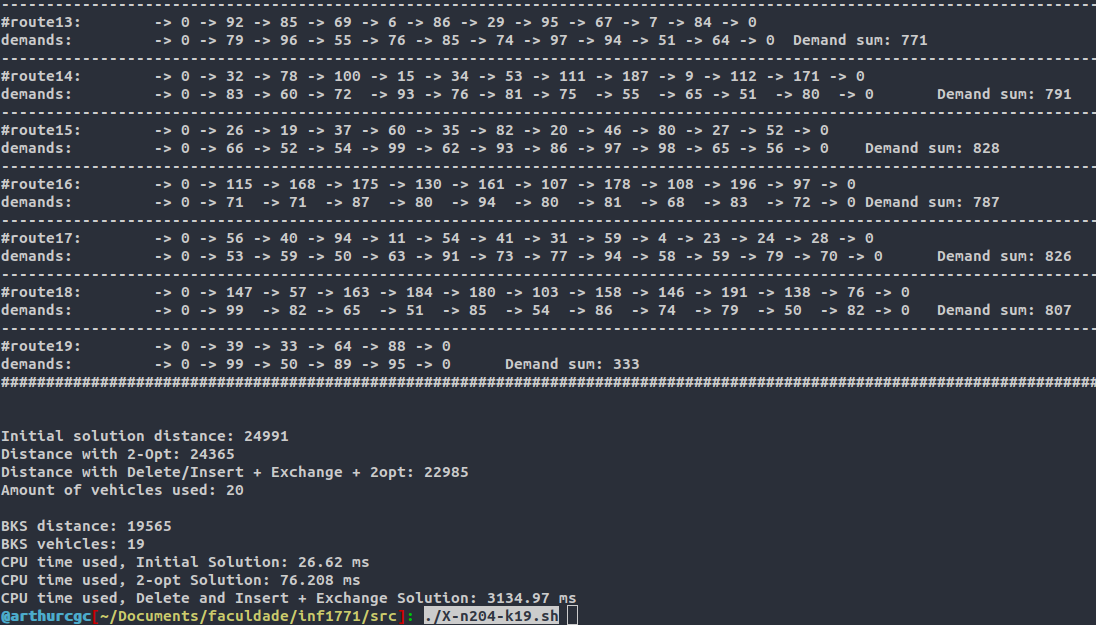 --------------------------------------------------------------------------------------------------------------------------
#route13: -> 0 -> 92 -> 85 -> 69 -> 6 -> 86 -> 29 -> 95 -> 67 -> 7 -> 84 -> 0
demands: -> 0 -> 79 -> 96 -> 55 -> 76 -> 85 -> 74 -> 97 -> 94 -> 51 -> 64 -> 0 Demand sum: 771
--------------------------------------------------------------------------------------------------------------------------
#route14: -> 0 -> 32 -> 78 -> 100 -> 15 -> 34 -> 53 -> 111 -> 187 -> 9 -> 112 -> 171 -> 0
demands: -> 0 -> 83 -> 60 -> 72 -> 93 -> 76 -> 81 -> 75 -> 55 -> 65 -> 51 -> 80 -> 0 Demand sum: 791
--------------------------------------------------------------------------------------------------------------------------
#route15: -> 0 -> 26 -> 19 -> 37 -> 60 -> 35 -> 82 -> 20 -> 46 -> 80 -> 27 -> 52 -> 0
demands: -> 0 -> 66 -> 52 -> 54 -> 99 -> 62 -> 93 -> 86 -> 97 -> 98 -> 65 -> 56 -> 0 Demand sum: 828
--------------------------------------------------------------------------------------------------------------------------
#route16: -> 0 -> 115 -> 168 -> 175 -> 130 -> 161 -> 107 -> 178 -> 108 -> 196 -> 97 -> 0
demands: -> 0 -> 71 -> 71 -> 87 -> 80 -> 94 -> 80 -> 81 -> 68 -> 83 -> 72 -> 0 Demand sum: 787
--------------------------------------------------------------------------------------------------------------------------
#route17: -> 0 -> 56 -> 40 -> 94 -> 11 -> 54 -> 41 -> 31 -> 59 -> 4 -> 23 -> 24 -> 28 -> 0
demands: -> 0 -> 53 -> 59 -> 50 -> 63 -> 91 -> 73 -> 77 -> 94 -> 58 -> 59 -> 79 -> 70 -> 0 Demand sum: 826
--------------------------------------------------------------------------------------------------------------------------
#route18: -> 0 -> 147 -> 57 -> 163 -> 184 -> 180 -> 103 -> 158 -> 146 -> 191 -> 138 -> 76 -> 0
demands: -> 0 -> 99 -> 82 -> 65 -> 51 -> 85 -> 54 -> 86 -> 74 -> 79 -> 50 -> 82 -> 0 Demand sum: 807
--------------------------------------------------------------------------------------------------------------------------
#route19: -> 0 -> 39 -> 33 -> 64 -> 88 -> 0
demands: -> 0 -> 99 -> 50 -> 89 -> 95 -> 0 Demand sum: 333
##########################################################################################################################
Initial solution distance: 24991
Distance with 2-Opt: 24365
Distance with Delete/Insert + Exchange + 2opt: 22985
Amount of vehicles used: 20
BKS distance: 19565
BKS vehicles: 19
CPU time used, Initial Solution: 26.62 ms
CPU time used, 2-opt Solution: 76.208 ms
CPU time used, Delete and Insert + Exchange Solution: 3134.97 ms
@arthurcgc[~/Documents/faculdade/inf1771/src]: ./X-n204-k19.sh